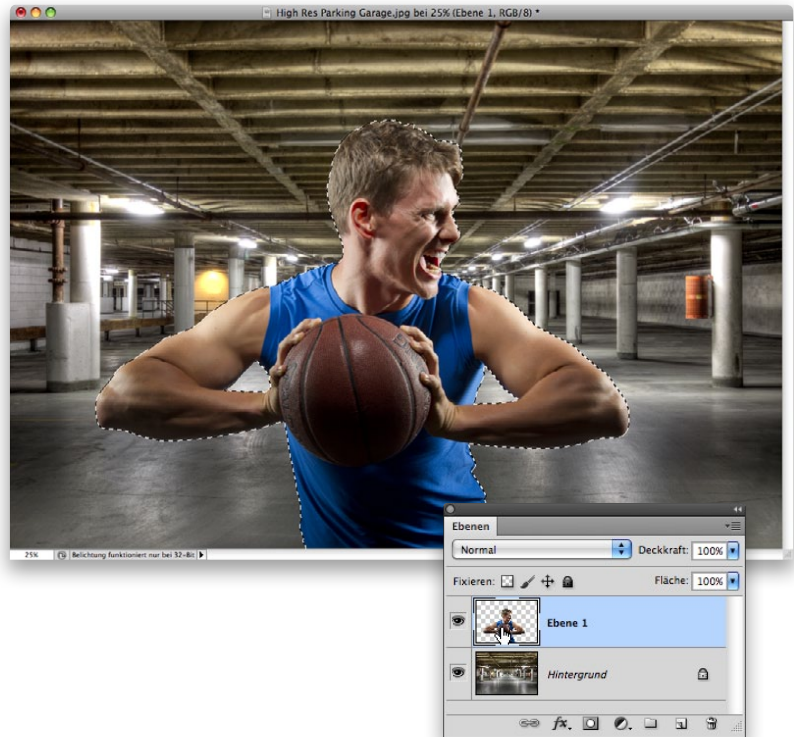 High Res Parking Garage.jpg bei 25% (Ebene 1, RGB/8) *
25% Belichtung funktioniert nur bei 32-Bit
Ebenen
Normal Deckkraft: 100%
Fixieren: Fläche: 100%
Ebene 1
Hintergrund
fx.